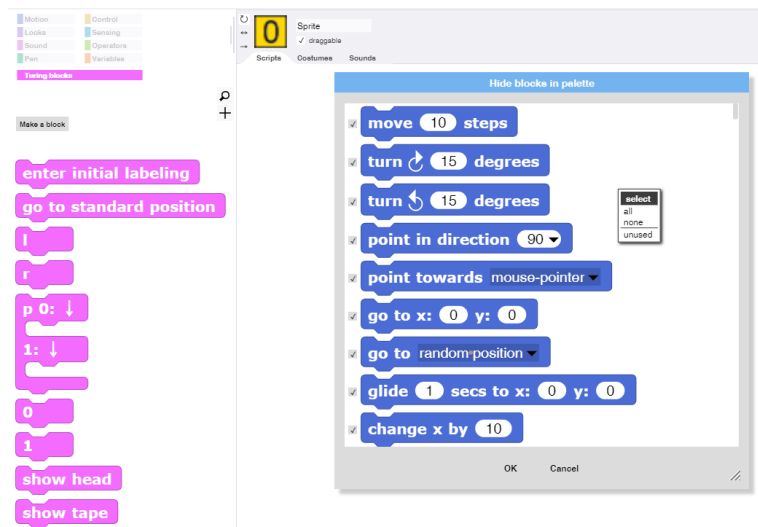 Motion Control
Looks Sensing
Sound Operators
Pen Variables
Turing blocks
Make a block
enter initial labeling
go to standard position
l
r
p 0:
1:
0
1
show head
show tape
0
Sprite
draggable
Scripts Costumes Sounds
Hide blocks in palette
move 10 steps
turn 15 degrees
turn 15 degrees
point in direction 90
point towards mouse-pointer
go to x: 0 y: 0
go to random position
glide 1 secs to x: 0 y: 0
change x by 10
select
all
none
unused
OK Cancel